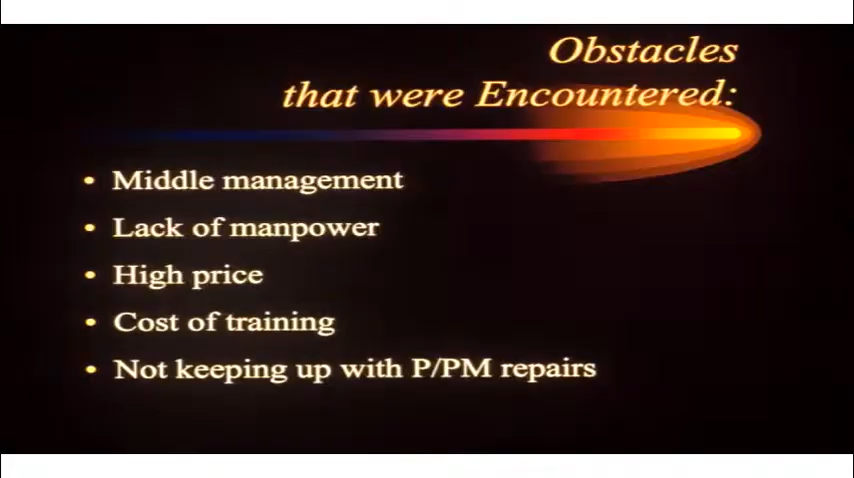 Obstacles
that were Encountered:
• Middle management
• Lack of manpower
• High price
• Cost of training
• Not keeping up with P/PM repairs